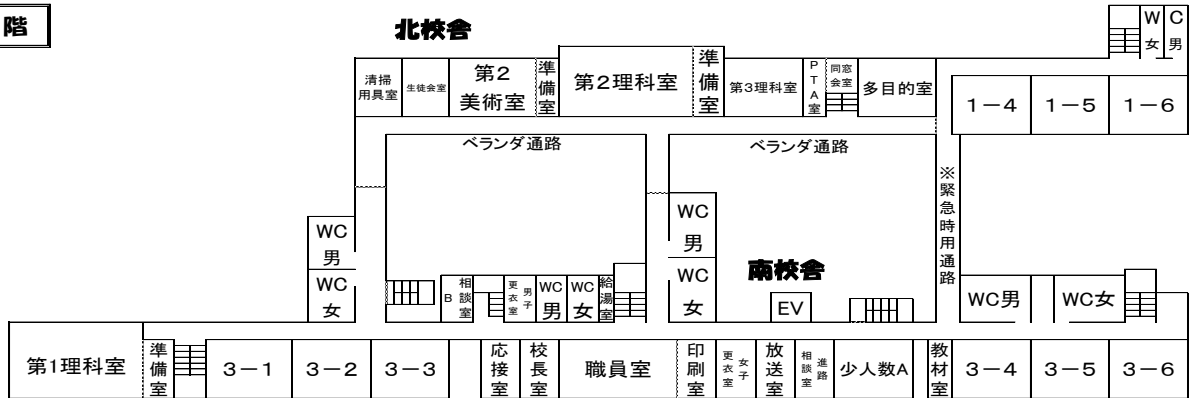 階
北校舎
W
女
C
男
清掃
用具室
生徒会室
第2
美術室
準備室
第2理科室
準備室
第3理科室
PTA室
同窓
会室
多目的室
1－4
1－5
1－6
ベランダ通路
ベランダ通路
※緊急時用通路
WC
男
WC
女
WC
男
WC
女
南校舎
相談室
B
男子
更衣室
WC
男
WC
女
給湯室
EV
WC男
WC女
第1理科室
準備室
3－1
3－2
3－3
応接室
校長室
職員室
印刷室
女子
更衣室
放送室
進路
相談室
少人数A
教材室
3－4
3－5
3－6